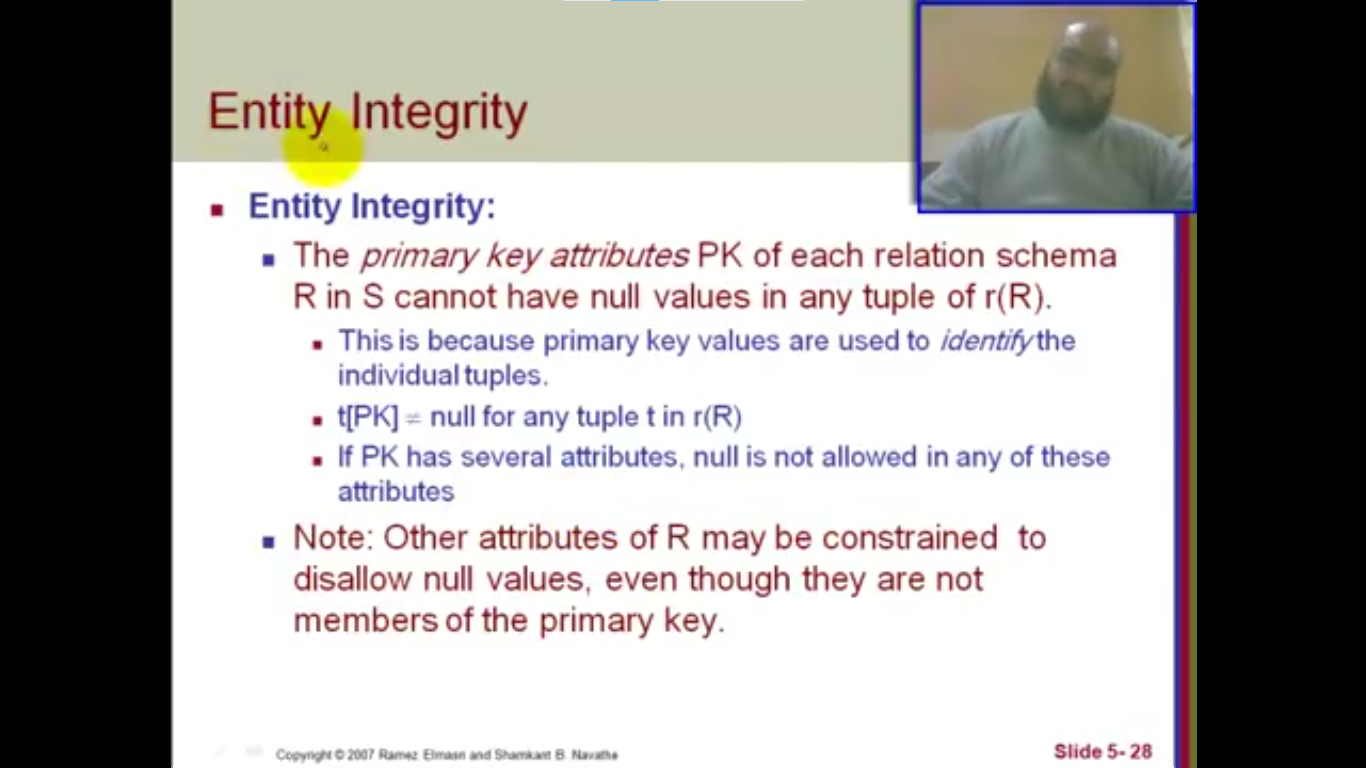 Entity Integrity
Entity Integrity:
The primary key attributes PK of each relation schema
R in S cannot have null values in any tuple of r(R).
This is because primary key values are used to identify the
individual tuples.
t[PK] ≠ null for any tuple t in r(R)
If PK has several attributes, null is not allowed in any of these
attributes
Note: Other attributes of R may be constrained to
disallow null values, even though they are not
members of the primary key.
Copyright © 2007 Ramez Elmasri and Shamkant B. Navathe
Slide 5- 28